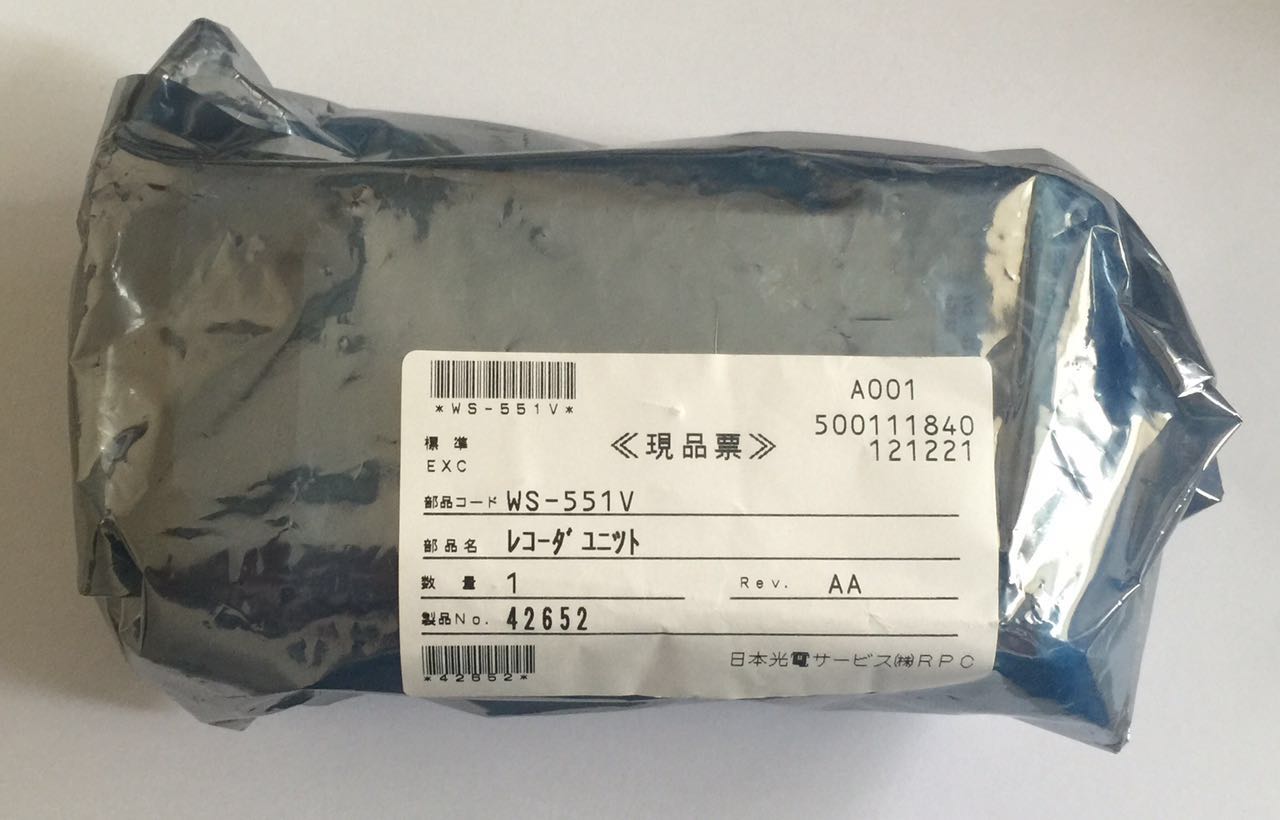 *WS-551V*
A001
500111840
標準
≪現品票≫
121221
EXC
部品コード WS-551V
部品名 レコーダ ユニット
数量 1 Rev. AA
製品No. 42652
日本光電サービス㈱RPC
*42652*